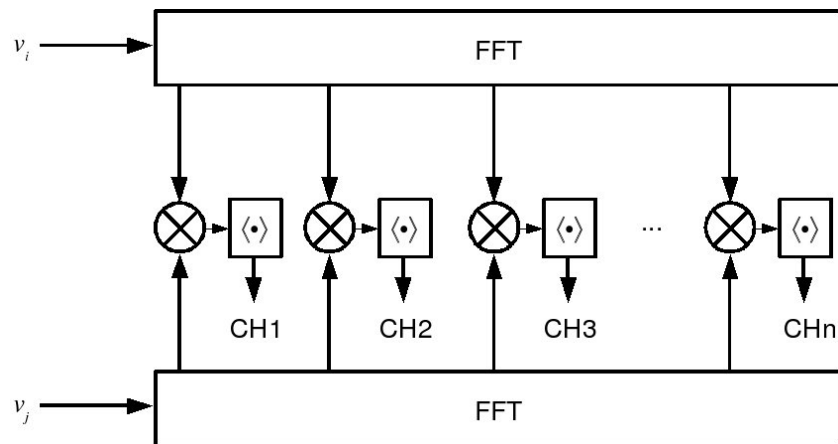 v_i
FFT
⟨•⟩ ⟨•⟩ ⟨•⟩ ... ⟨•⟩
CH1 CH2 CH3 CHn
v_j
FFT